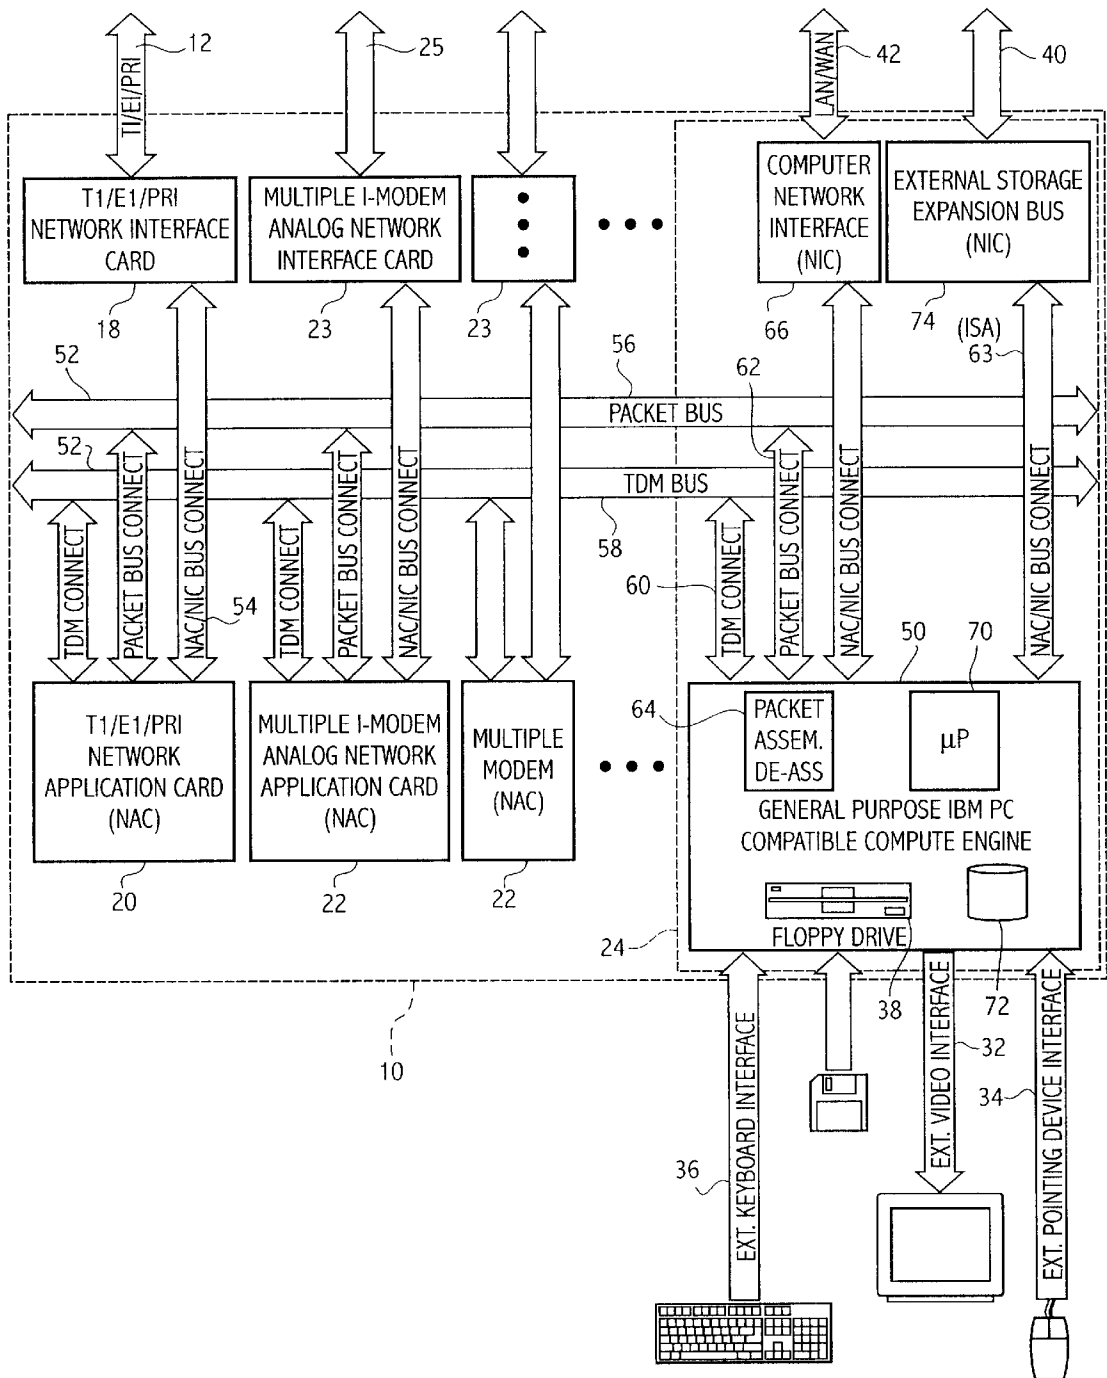 12
25
42
40
TI/EI/PRI
LAN/WAN
T1/E1/PRI
NETWORK INTERFACE
CARD
MULTIPLE I-MODEM
ANALOG NETWORK
INTERFACE CARD
COMPUTER
NETWORK
INTERFACE
(NIC)
EXTERNAL STORAGE
EXPANSION BUS
(NIC)
18
23
23
66
74
(ISA)
63
52
56
62
PACKET BUS
52
TDM BUS
58
TDM CONNECT
PACKET BUS CONNECT
NAC/NIC BUS CONNECT
54
TDM CONNECT
PACKET BUS CONNECT
NAC/NIC BUS CONNECT
60
TDM CONNECT
PACKET BUS CONNECT
NAC/NIC BUS CONNECT
NAC/NIC BUS CONNECT
50
70
T1/E1/PRI
NETWORK
APPLICATION CARD
(NAC)
MULTIPLE I-MODEM
ANALOG NETWORK
APPLICATION CARD
(NAC)
MULTIPLE
MODEM
(NAC)
64
PACKET
ASSEM.
DE-ASS
µP
GENERAL PURPOSE IBM PC
COMPATIBLE COMPUTE ENGINE
FLOPPY DRIVE
20
22
22
24
38
72
10
EXT. KEYBOARD INTERFACE
36
EXT. VIDEO INTERFACE
32
EXT. POINTING DEVICE INTERFACE
34